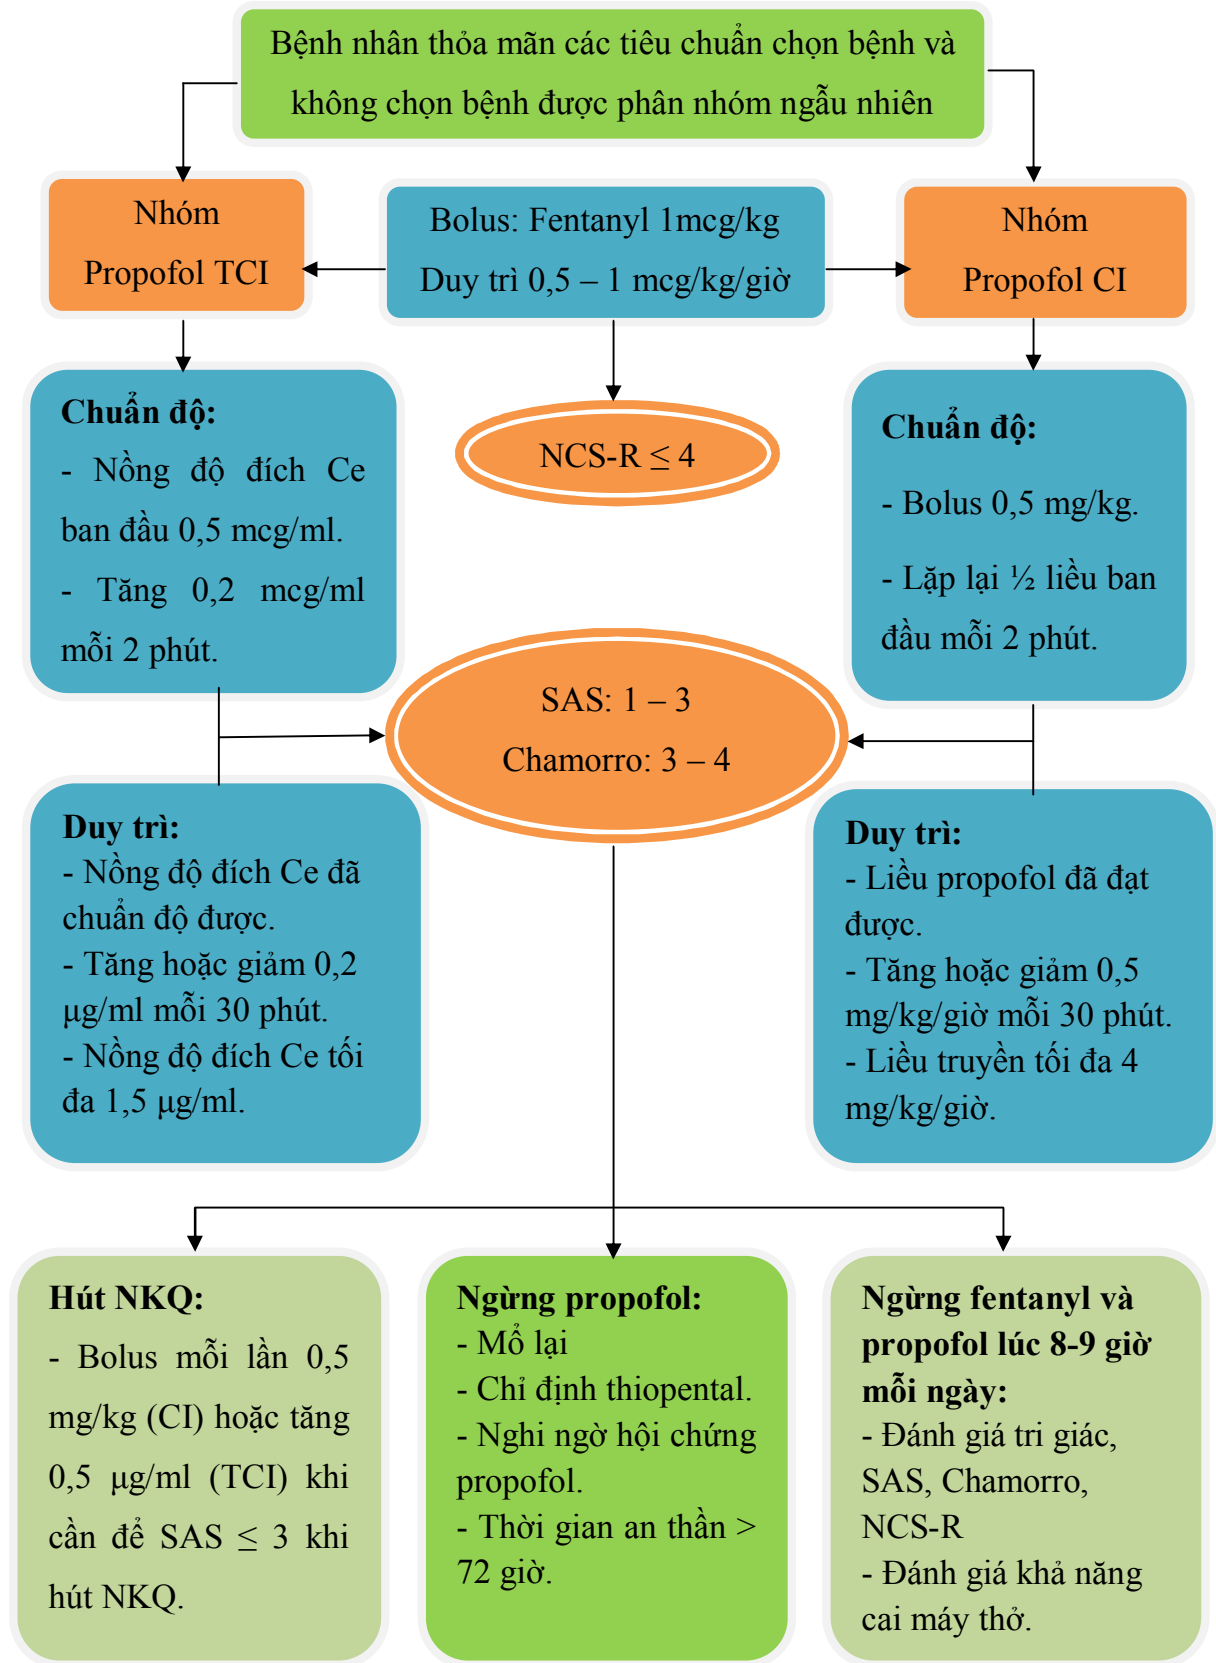 Bệnh nhân thỏa mãn các tiêu chuẩn chọn bệnh và
không chọn bệnh được phân nhóm ngẫu nhiên
Nhóm
Propofol TCI
Bolus: Fentanyl 1mcg/kg
Duy trì 0,5 – 1 mcg/kg/giờ
Nhóm
Propofol CI
Chuẩn độ:
- Nồng độ đích Ce
ban đầu 0,5 mcg/ml.
- Tăng 0,2 mcg/ml
mỗi 2 phút.
NCS-R ≤ 4
Chuẩn độ:
- Bolus 0,5 mg/kg.
- Lặp lại ½ liều ban
đầu mỗi 2 phút.
SAS: 1 – 3
Chamorro: 3 – 4
Duy trì:
- Nồng độ đích Ce đã
chuẩn độ được.
- Tăng hoặc giảm 0,2
µg/ml mỗi 30 phút.
- Nồng độ đích Ce tối
đa 1,5 µg/ml.
Duy trì:
- Liều propofol đã đạt
được.
- Tăng hoặc giảm 0,5
mg/kg/giờ mỗi 30 phút.
- Liều truyền tối đa 4
mg/kg/giờ.
Hút NKQ:
- Bolus mỗi lần 0,5
mg/kg (CI) hoặc tăng
0,5 µg/ml (TCI) khi
cần để SAS ≤ 3 khi
hút NKQ.
Ngừng propofol:
- Mổ lại
- Chỉ định thiopental.
- Nghi ngờ hội chứng
propofol.
- Thời gian an thần >
72 giờ.
Ngừng fentanyl và
propofol lúc 8-9 giờ
mỗi ngày:
- Đánh giá tri giác,
SAS, Chamorro,
NCS-R
- Đánh giá khả năng
cai máy thở.